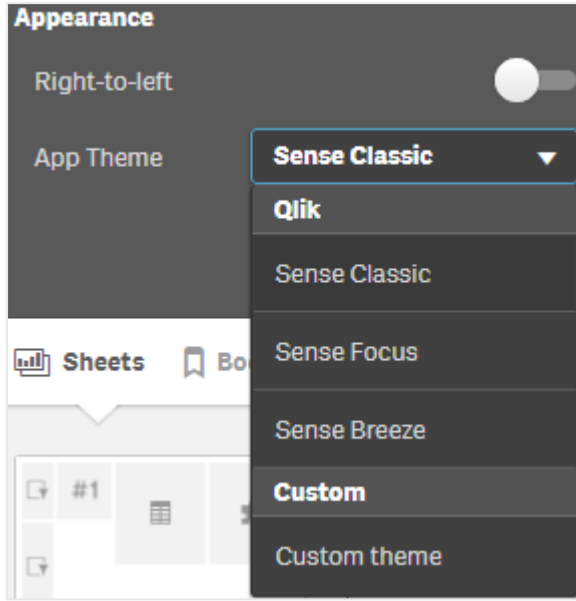 Appearance
Right-to-left
App Theme
Sense Classic
Qlik
Sense Classic
Sense Focus
Sense Breeze
Custom
Custom theme
Sheets
#1